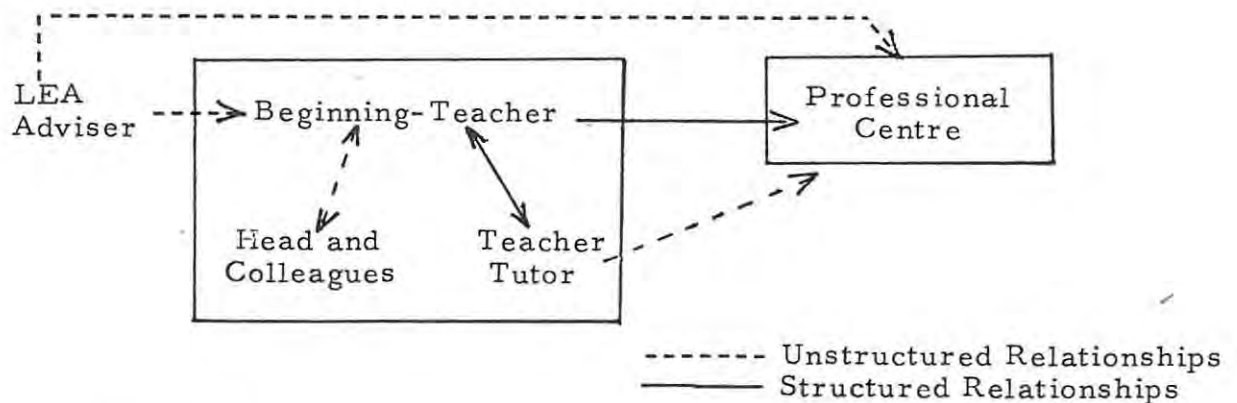 LEA
Adviser
Beginning-Teacher
Professional
Centre
Head and
Colleagues
Teacher
Tutor
Unstructured Relationships
Structured Relationships